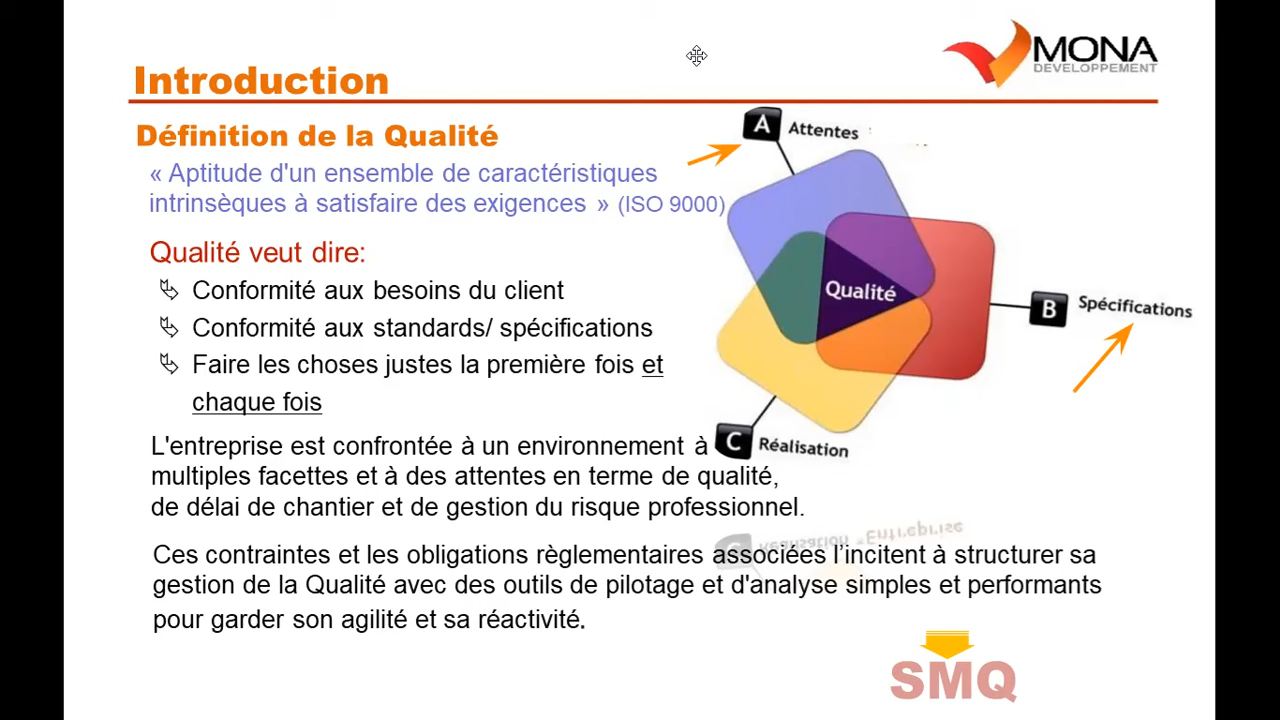 MONA
DEVELOPPEMENT
Introduction
Définition de la Qualité
« Aptitude d'un ensemble de caractéristiques
intrinsèques à satisfaire des exigences » (ISO 9000)
Qualité veut dire:
Conformité aux besoins du client
Conformité aux standards/ spécifications
Faire les choses justes la première fois et
chaque fois
A Attentes
Qualité
B Spécifications
C Réalisation
L'entreprise est confrontée à un environnement à
multiples facettes et à des attentes en terme de qualité,
de délai de chantier et de gestion du risque professionnel.
C Réalisation "Entreprise
Ces contraintes et les obligations règlementaires associées l’incitent à structurer sa
gestion de la Qualité avec des outils de pilotage et d'analyse simples et performants
pour garder son agilité et sa réactivité.
SMQ